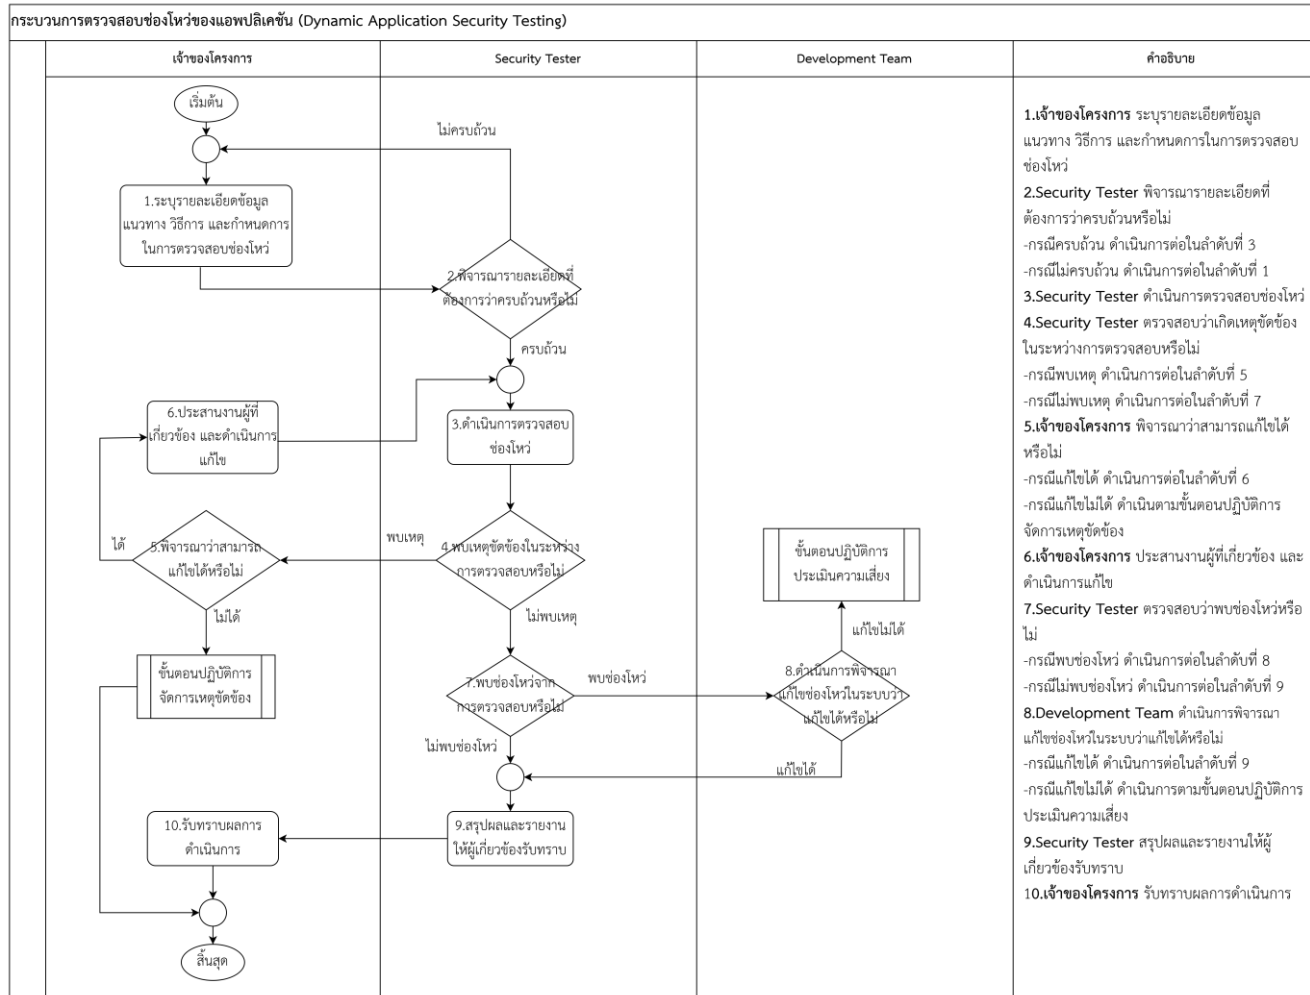 กระบวนการตรวจสอบช่องโหว่ของแอพปลิเคชัน (Dynamic Application Security Testing)
เจ้าของโครงการ
Security Tester
Development Team
คำอธิบาย
เริ่มต้น
ไม่ครบถ้วน
1.ระบุรายละเอียดข้อมูล
แนวทาง วิธีการ และกำหนดการ
ในการตรวจสอบช่องโหว่
2.พิจารณารายละเอียดที่
ต้องการว่าครบถ้วนหรือไม่
ครบถ้วน
6.ประสานงานผู้ที่
เกี่ยวข้อง และดำเนินการ
แก้ไข
3.ดำเนินการตรวจสอบ
ช่องโหว่
ได้
5.พิจารณาว่าสามารถ
แก้ไขได้หรือไม่
พบเหตุ
4.พบเหตุขัดข้องในระหว่าง
การตรวจสอบหรือไม่
ขั้นตอนปฏิบัติการ
ประเมินความเสี่ยง
ไม่ได้
ไม่พบเหตุ
แก้ไขไม่ได้
ขั้นตอนปฏิบัติการ
จัดการเหตุขัดข้อง
7.พบช่องโหว่จาก
การตรวจสอบหรือไม่
พบช่องโหว่
8.ดำเนินการพิจารณา
แก้ไขช่องโหว่ในระบบว่า
แก้ไขได้หรือไม่
ไม่พบช่องโหว่
แก้ไขได้
10.รับทราบผลการ
ดำเนินการ
9.สรุปผลและรายงาน
ให้ผู้เกี่ยวข้องรับทราบ
สิ้นสุด
1.เจ้าของโครงการ ระบุรายละเอียดข้อมูล
แนวทาง วิธีการ และกำหนดการในการตรวจสอบ
ช่องโหว่
2.Security Tester พิจารณารายละเอียดที่
ต้องการว่าครบถ้วนหรือไม่
-กรณีครบถ้วน ดำเนินการต่อในลำดับที่ 3
-กรณีไม่ครบถ้วน ดำเนินการต่อในลำดับที่ 1
3.Security Tester ดำเนินการตรวจสอบช่องโหว่
4.Security Tester ตรวจสอบว่าเกิดเหตุขัดข้อง
ในระหว่างการตรวจสอบหรือไม่
-กรณีพบเหตุ ดำเนินการต่อในลำดับที่ 5
-กรณีไม่พบเหตุ ดำเนินการต่อในลำดับที่ 7
5.เจ้าของโครงการ พิจารณาว่าสามารถแก้ไขได้
หรือไม่
-กรณีแก้ไขได้ ดำเนินการต่อในลำดับที่ 6
-กรณีแก้ไขไม่ได้ ดำเนินตามขั้นตอนปฏิบัติการ
จัดการเหตุขัดข้อง
6.เจ้าของโครงการ ประสานงานผู้ที่เกี่ยวข้อง และ
ดำเนินการแก้ไข
7.Security Tester ตรวจสอบว่าพบช่องโหว่หรือ
ไม่
-กรณีพบช่องโหว่ ดำเนินการต่อในลำดับที่ 8
-กรณีไม่พบช่องโหว่ ดำเนินการต่อในลำดับที่ 9
8.Development Team ดำเนินการพิจารณา
แก้ไขช่องโหว่ในระบบว่าแก้ไขได้หรือไม่
-กรณีแก้ไขได้ ดำเนินการต่อในลำดับที่ 9
-กรณีแก้ไขไม่ได้ ดำเนินการตามขั้นตอนปฏิบัติการ
ประเมินความเสี่ยง
9.Security Tester สรุปผลและรายงานให้ผู้
เกี่ยวข้องรับทราบ
10.เจ้าของโครงการ รับทราบผลการดำเนินการ